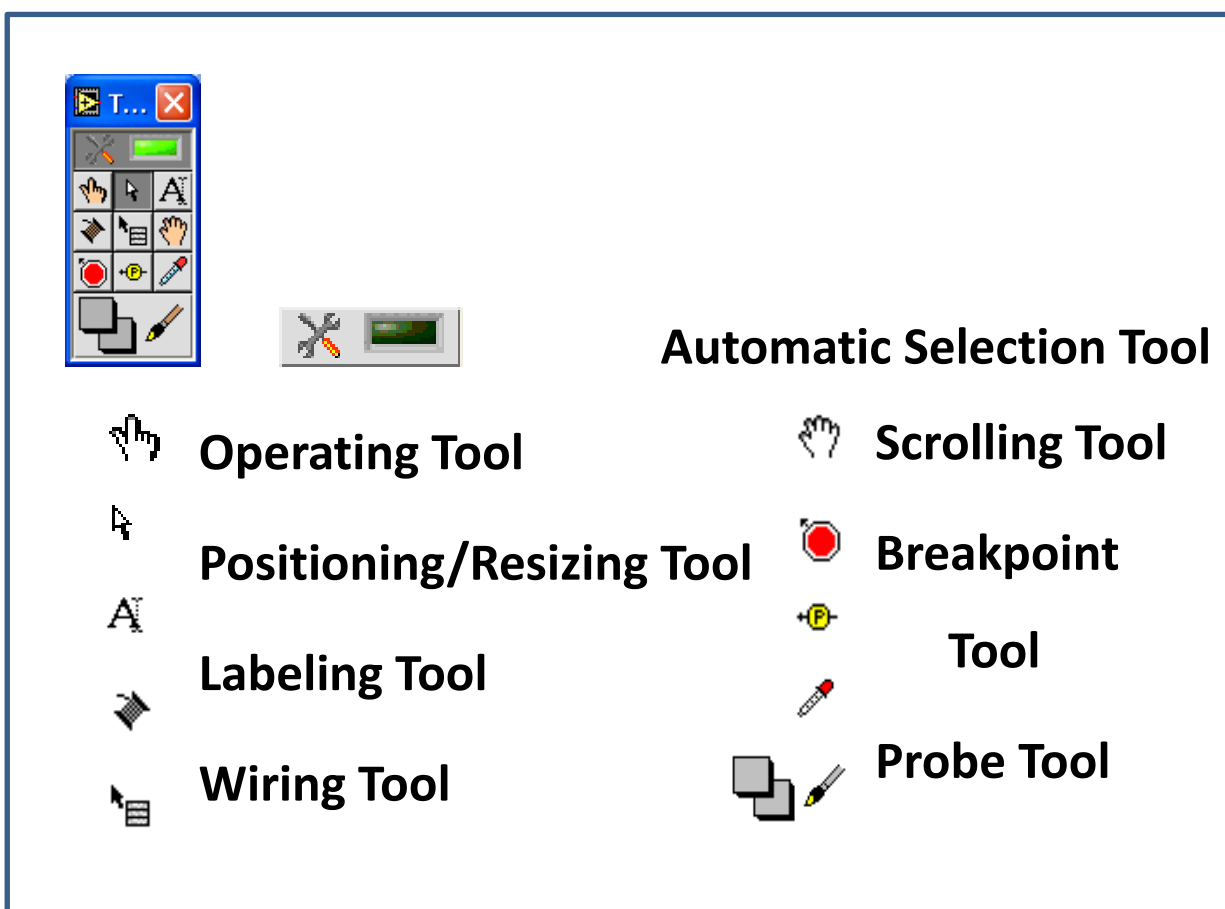 T...
Automatic Selection Tool
Operating Tool
Positioning/Resizing Tool
Labeling Tool
Wiring Tool
Scrolling Tool
Breakpoint
Tool
Probe Tool